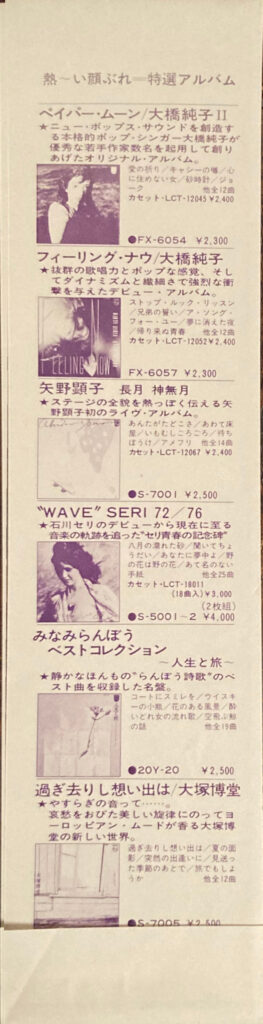 熱〜い顔ぶれ=特選アルバム
ペイパー・ムーン/大橋純子II
★ニュー・ポップス・サウンドを創造す
る本格的ポップ・シンガー大橋純子が
優秀な若手作家数名を起用して創り
あげたオリジナル・アルバム。
愛の祈り/キャシーの噂/心
に住めない女/砂時計/ジョ
ーク 他全12曲
カセット・LCT-12045 ¥2,400
●FX-6054 ¥2,300
フィーリング・ナウ/大橋純子
★抜群の歌唱力とポップな感覚、そし
てダイナミズムと繊細さで強烈な衝
撃を与えたデビュー・アルバム。
ストップ・ルック・リッスン
/兄弟の誓い/ア・ソング・
フォー・ユー/夢に消えた夜
/帰り来ぬ青春 他全12曲
カセット・LCT-12052 ¥2,400
FEELING NOW
FX-6057 ¥2,300
矢野顕子 長月 神無月
★ステージの全貌を熱っぽく伝える矢
野顕子初のライヴ・アルバム。
あんたがたどこさ/あわて床
屋/いもむしごろごろ/待ち
ぼうけ/アメフリ 他全14曲
カセット・LCT-12067 ¥2,400
●S-7001 ¥2,500
"WAVE" SERI 72/76
★石川セリのデビューから現在に至る
音楽の軌跡を追った"セリ青春の記念碑"
八月の濡れた砂/聞いてちょ
うだい/あなたに夢中よ/野
の花は野の花/あて名のない
手紙 他全25曲
カセット・LCT-18011
(18曲入) ¥3,000
(2枚組)
●S-5001~2 ¥4,000
みなみらんぼう
ベストコレクション
〜人生と旅〜
★静かなほんもの"らんぼう詩歌"のベ
スト曲を収録した名盤。
コートにスミレを/ウイスキ
ーの小瓶/花のある風景/酔
いどれ女の流れ歌/空飛ぶ鯨
の話 他全19曲
●20Y-20 ¥2,500
過ぎ去りし想い出は/大塚博堂
★やすらぎの音って……。
哀愁をおびた美しい旋律にのってヨ
ーロッピアン・ムードが香る大塚博
堂の新しい世界。
過ぎ去りし想い出は/夏の面
影/突然の出逢いに/見送っ
た季節のあとで/旅でもしよ
うか 他全12曲
●S-7005 ¥2,500